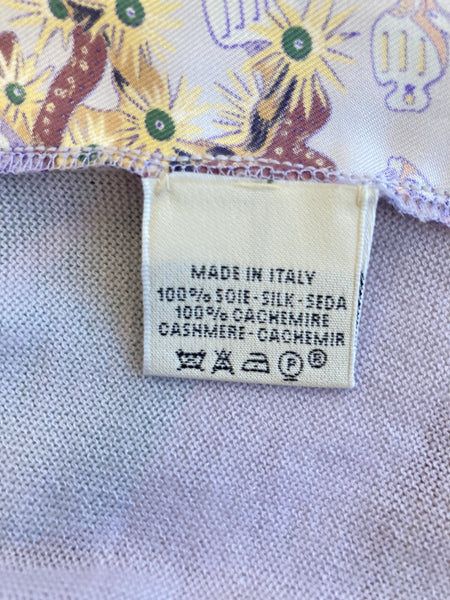 MADE IN ITALY
100% SOIE-SILK-SEDA
100% CACHEMIRE
CASHMERE-CACHEMIR
P ®